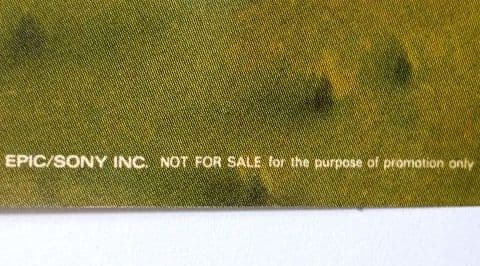 EPIC/SONY INC. NOT FOR SALE for the purpose of promotion only